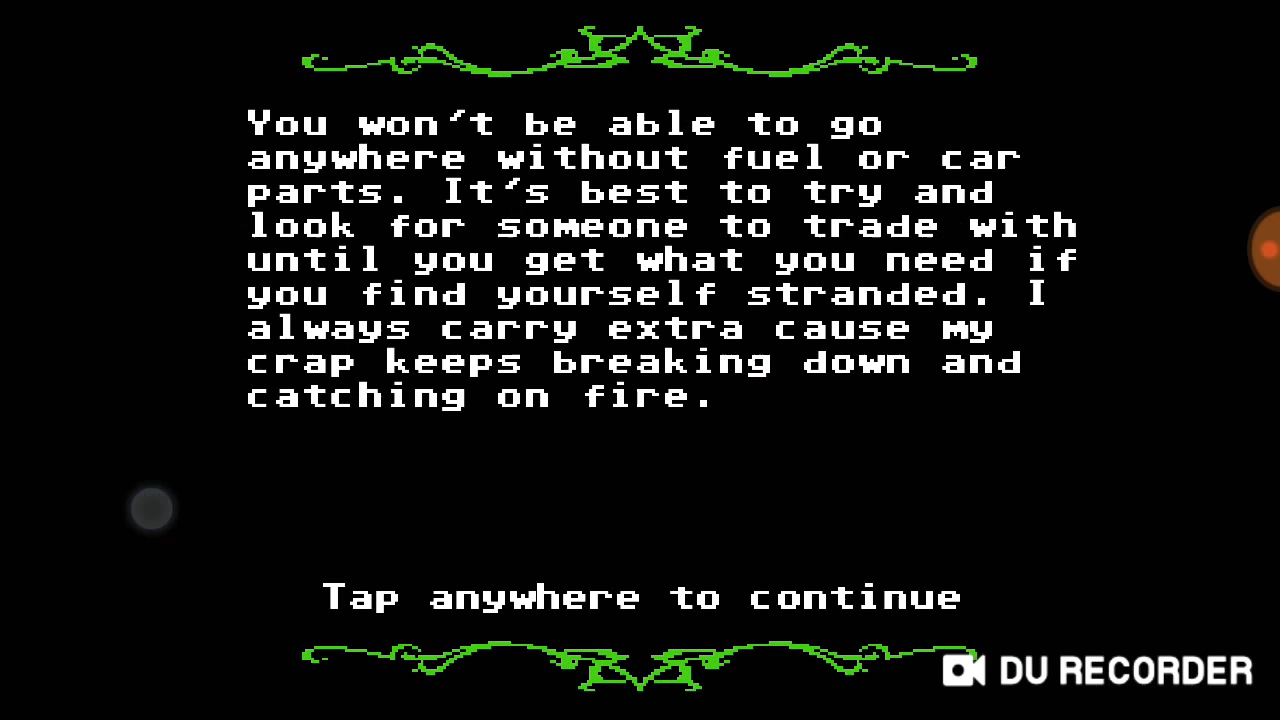 You won't be able to go
anywhere without fuel or car
parts. It's best to try and
look for someone to trade with
until you get what you need if
you find yourself stranded. I
always carry extra cause my
crap keeps breaking down and
catching on fire.
Tap anywhere to continue
DU RECORDER